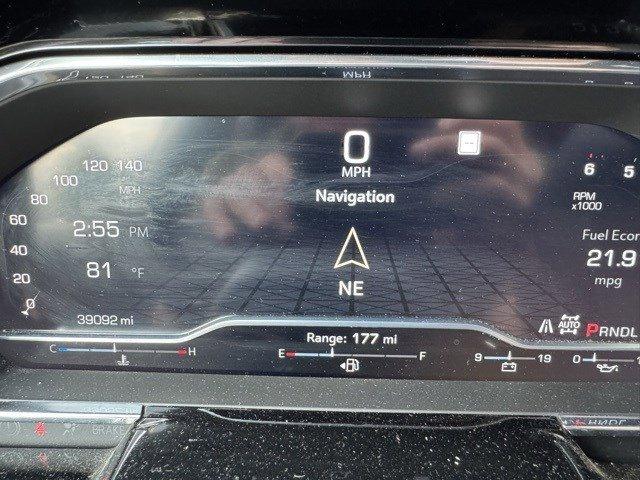 0
MPH
Navigation
NE
120 140
100
MPH
80
60
40
20
0
2:55 PM
81 °F
39092 mi
6 5
RPM
x1000
Fuel Econ
21.9
mpg
AUTO
PRNDL
Range: 177 mi
C H
E F
9 19
0
BRAKE